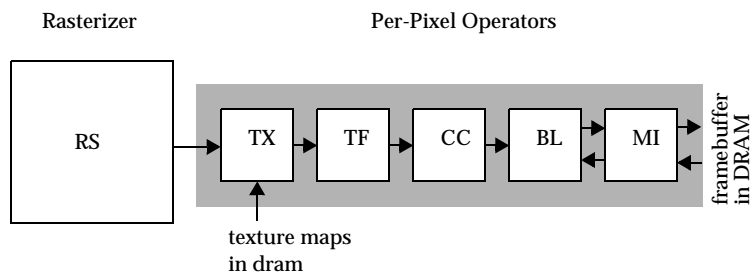 Rasterizer
Per-Pixel Operators
RS
TX
TF
CC
BL
MI
framebuffer
in DRAM
texture maps
in dram